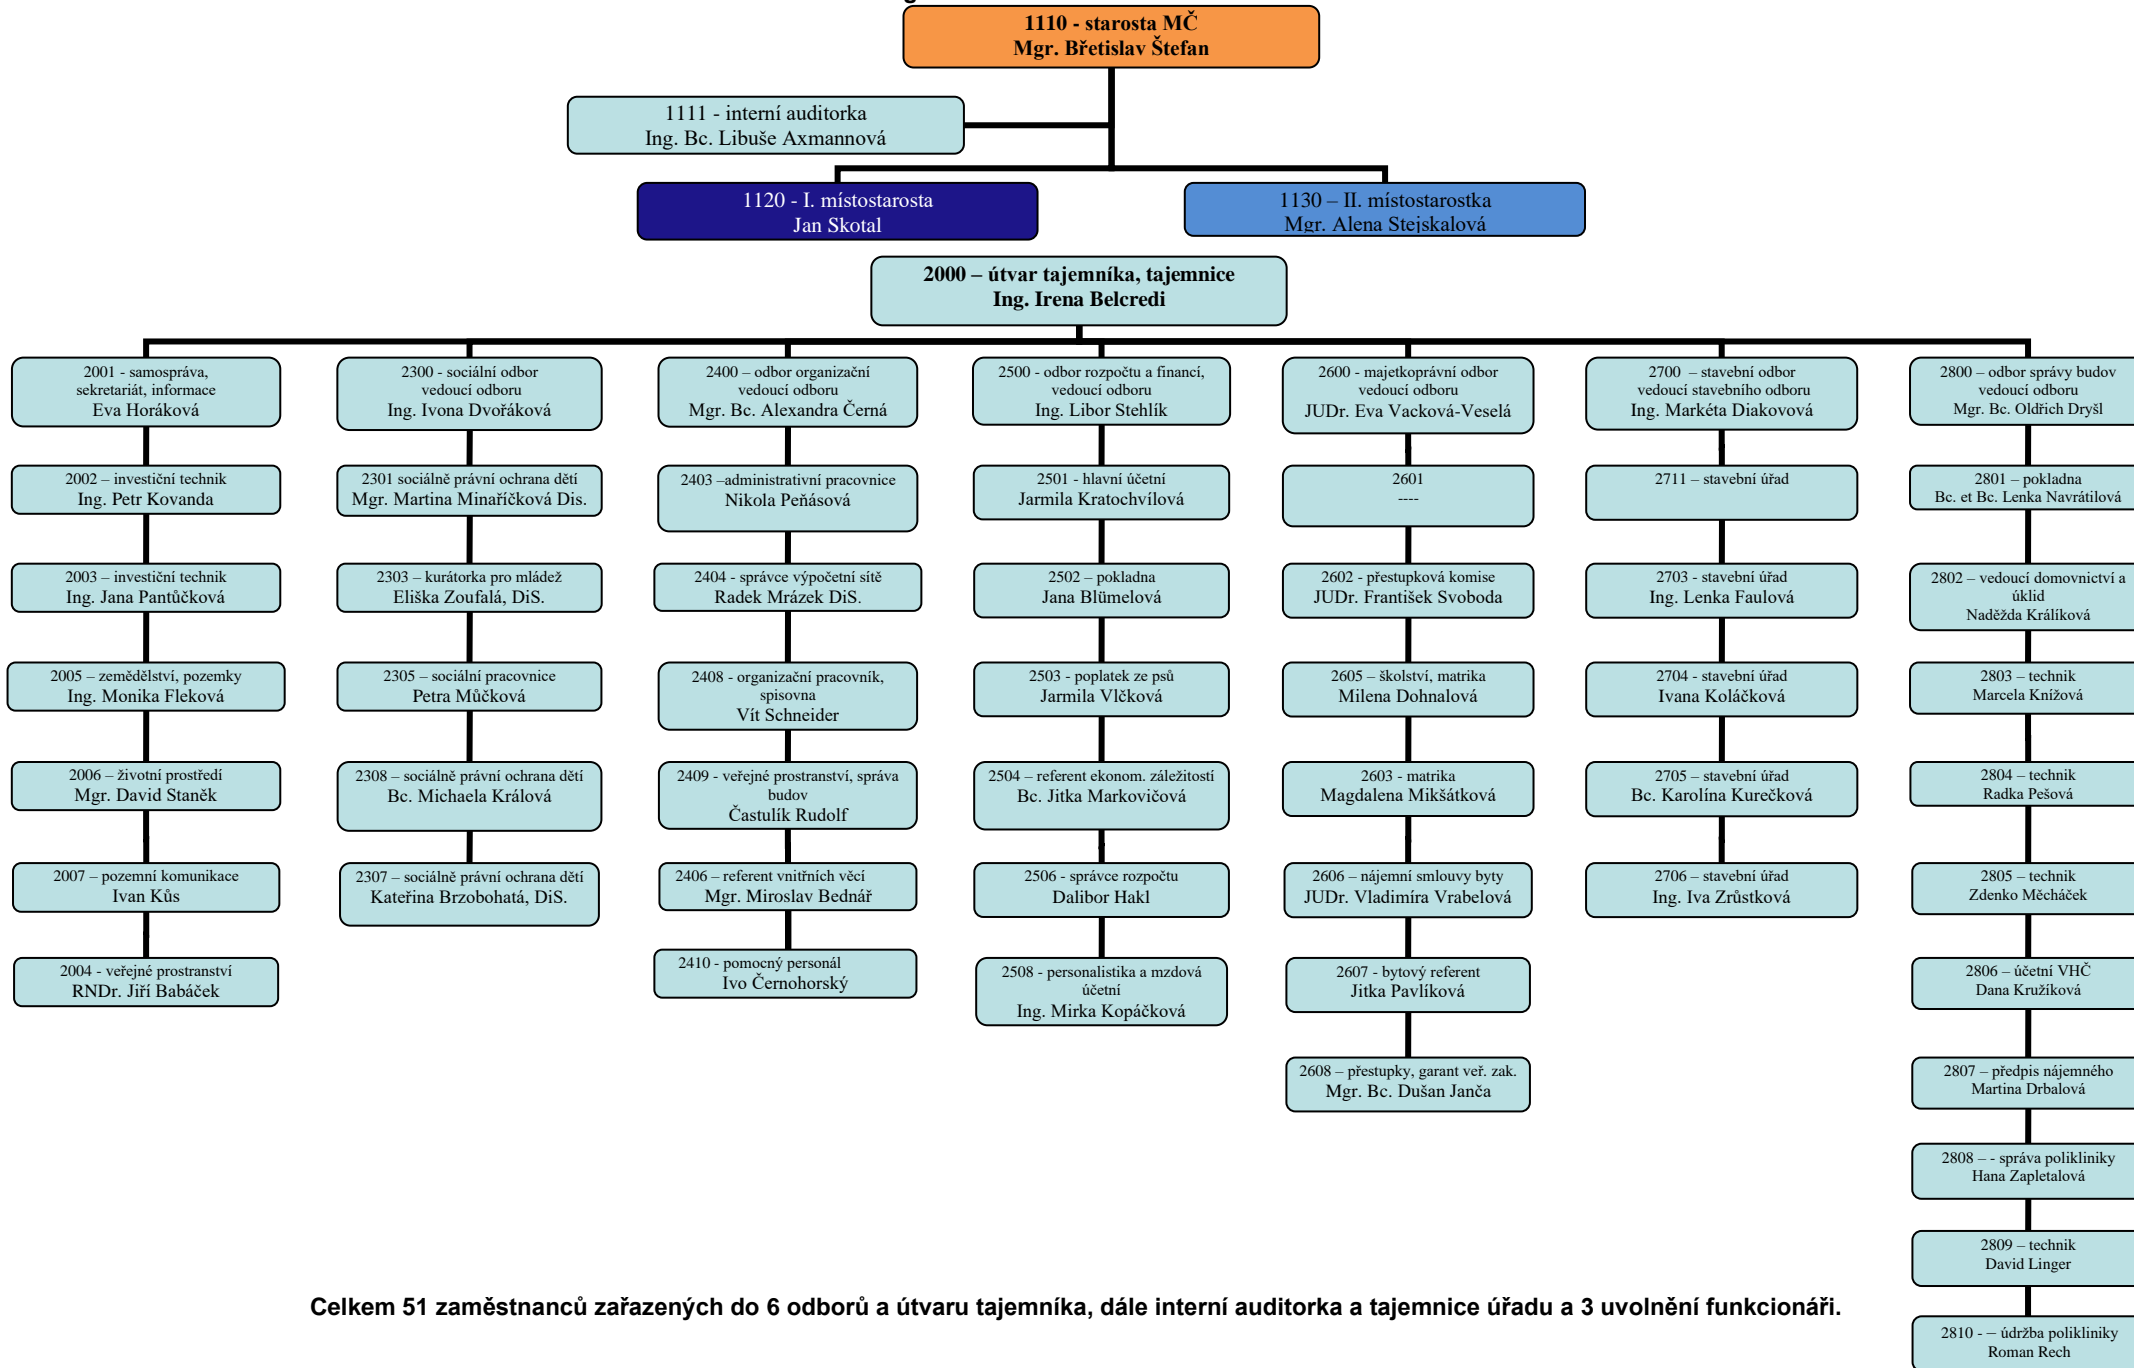 1110 - starosta MČ
Mgr. Břetislav Štefan
1111 - interní auditorka
Ing. Bc. Libuše Axmannová
1120 - I. místostarosta
Jan Skotal
1130 – II. místostarostka
Mgr. Alena Stejskalová
2000 – útvar tajemníka, tajemnice
Ing. Irena Belcredi
2001 - samospráva,
sekretariát, informace
Eva Horáková
2002 – investiční technik
Ing. Petr Kovanda
2003 – investiční technik
Ing. Jana Pantůčková
2005 – zemědělství, pozemky
Ing. Monika Fleková
2006 – životní prostředí
Mgr. David Staněk
2007 – pozemní komunikace
Ivan Kůs
2004 - veřejné prostranství
RNDr. Jiří Babáček
2300 - sociální odbor
vedoucí odboru
Ing. Ivona Dvořáková
2301 sociálně právní ochrana dětí
Mgr. Martina Minaříčková Dis.
2303 – kurátorka pro mládež
Eliška Zoufalá, DiS.
2305 – sociální pracovnice
Petra Můčková
2308 – sociálně právní ochrana dětí
Bc. Michaela Králová
2307 – sociálně právní ochrana dětí
Kateřina Brzobohatá, DiS.
2400 – odbor organizační
vedoucí odboru
Mgr. Bc. Alexandra Černá
2403 –administrativní pracovnice
Nikola Peňásová
2404 - správce výpočetní sítě
Radek Mrázek DiS.
2408 - organizační pracovník,
spisovna
Vít Schneider
2409 - veřejné prostranství, správa
budov
Častulík Rudolf
2406 – referent vnitřních věcí
Mgr. Miroslav Bednář
2410 - pomocný personál
Ivo Černohorský
2500 - odbor rozpočtu a financí,
vedoucí odboru
Ing. Libor Stehlík
2501 - hlavní účetní
Jarmila Kratochvílová
2502 – pokladna
Jana Blümelová
2503 - poplatek ze psů
Jarmila Vlčková
2504 – referent ekonom. záležitostí
Bc. Jitka Markovičová
2506 - správce rozpočtu
Dalibor Hakl
2508 - personalistika a mzdová
účetní
Ing. Mirka Kopáčková
2600 - majetkoprávní odbor
vedoucí odboru
JUDr. Eva Vacková-Veselá
2601
----
2602 - přestupková komise
JUDr. František Svoboda
2605 – školství, matrika
Milena Dohnalová
2603 - matrika
Magdalena Mikšátková
2606 – nájemní smlouvy byty
JUDr. Vladimíra Vrabelová
2607 - bytový referent
Jitka Pavlíková
2608 – přestupky, garant veř. zak.
Mgr. Bc. Dušan Janča
2700 – stavební odbor
vedoucí stavebního odboru
Ing. Markéta Diakovová
2711 – stavební úřad
2703 - stavební úřad
Ing. Lenka Faulová
2704 - stavební úřad
Ivana Koláčková
2705 – stavební úřad
Bc. Karolína Kurečková
2706 – stavební úřad
Ing. Iva Zrůstková
2800 – odbor správy budov
vedoucí odboru
Mgr. Bc. Oldřich Dryšl
2801 – pokladna
Bc. et Bc. Lenka Navrátilová
2802 – vedoucí domovnictví a
úklid
Naděžda Králíková
2803 – technik
Marcela Knížová
2804 – technik
Radka Pešová
2805 – technik
Zdenko Měcháček
2806 – účetní VHČ
Dana Kružíková
2807 – předpis nájemného
Martina Drbalová
2808 – - správa polikliniky
Hana Zapletalová
2809 – technik
David Linger
2810 - – údržba polikliniky
Roman Rech
Celkem 51 zaměstnanců zařazených do 6 odborů a útvaru tajemníka, dále interní auditorka a tajemnice úřadu a 3 uvolnění funkcionáři.